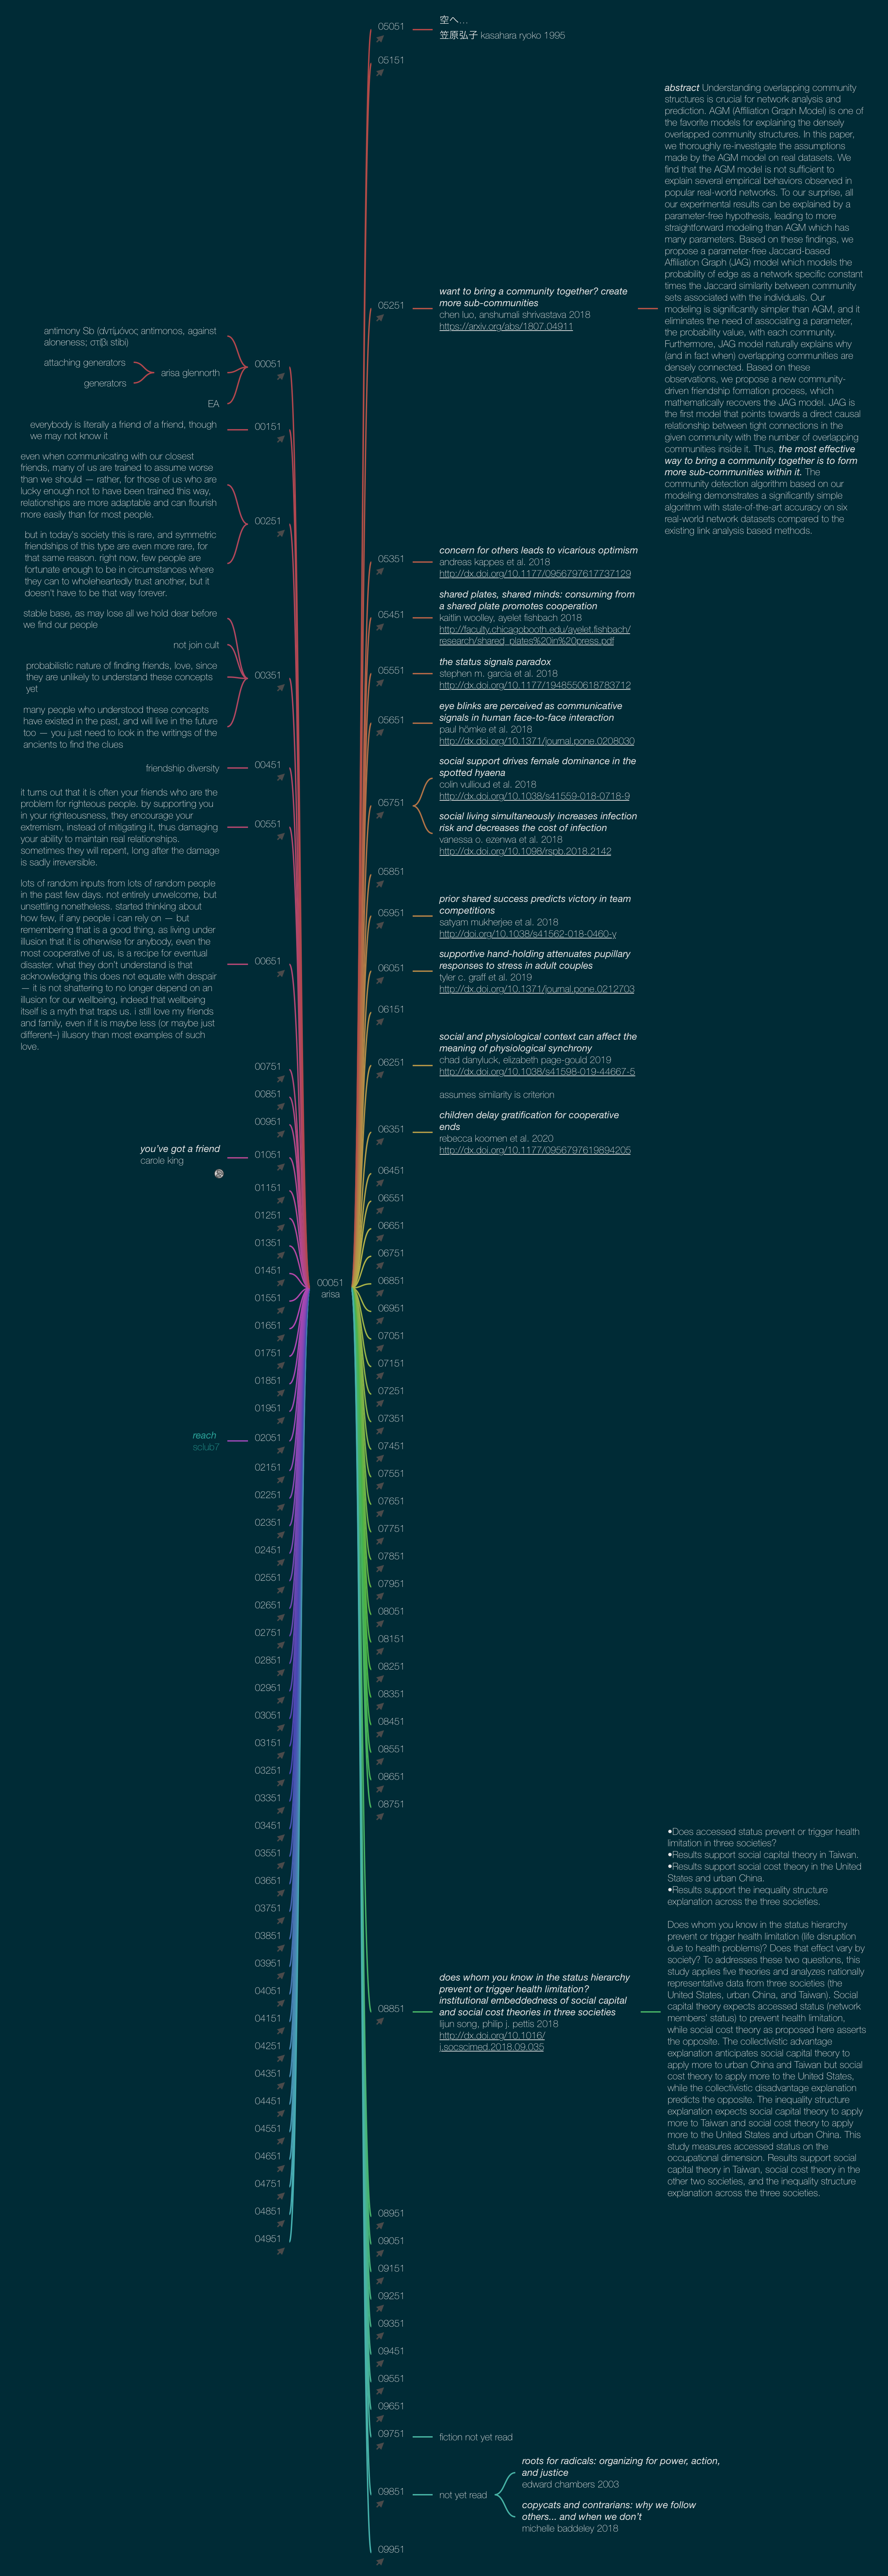 antimony Sb (ἀντίμόνος; antimonos, against
aloneness; στίβι stibi)
attaching generators
generators
arisa glennorth
EA
00051
everybody is literally a friend of a friend, though
we may not know it
00151
even when communicating with our closest
friends, many of us are trained to assume worse
than we should — rather, for those of us who are
lucky enough not to have been trained this way,
relationships are more adaptable and can flourish
more easily than for most people.
but in today's society this is rare, and symmetric
friendships of this type are even more rare, for
that same reason. right now, few people are
fortunate enough to be in circumstances where
they can to wholeheartedly trust another, but it
doesn't have to be that way forever.
00251
stable base, as may lose all we hold dear before
we find our people
not join cult
probabilistic nature of finding friends, love, since
they are unlikely to understand these concepts
yet
many people who understood these concepts
have existed in the past, and will live in the future
too — you just need to look in the writings of the
ancients to find the clues
00351
friendship diversity
00451
it turns out that it is often your friends who are the
problem for righteous people. by supporting you
in your righteousness, they encourage your
extremism, instead of mitigating it, thus damaging
your ability to maintain real relationships.
sometimes they will repent, long after the damage
is sadly irreversible.
00551
lots of random inputs from lots of random people
in the past few days. not entirely unwelcome, but
unsettling nonetheless. started thinking about
how few, if any people i can rely on — but
remembering that is a good thing, as living under
illusion that it is otherwise for anybody, even the
most cooperative of us, is a recipe for eventual
disaster. what they don't understand is that
acknowledging this does not equate with despair
— it is not shattering to no longer depend on an
illusion for our wellbeing, indeed that wellbeing
itself is a myth that traps us. i still love my friends
and family, even if it is maybe less (or maybe just
different–) illusory than most examples of such
love.
00651
00751
00851
00951
you've got a friend
carole king
01051
01151
01251
01351
01451
01551
01651
01751
01851
01951
reach
sclub7
02051
02151
02251
02351
02451
02551
02651
02751
02851
02951
03051
03151
03251
03351
03451
03551
03651
03751
03851
03951
04051
04151
04251
04351
04451
04551
04651
04751
04851
04951
00051
arisa
05051
空へ…
笠原弘子 kasahara ryoko 1995
05151
05251
want to bring a community together? create
more sub-communities
chen luo, anshumali shrivastava 2018
https://arxiv.org/abs/1807.04911
abstract Understanding overlapping community
structures is crucial for network analysis and
prediction. AGM (Affiliation Graph Model) is one of
the favorite models for explaining the densely
overlapped community structures. In this paper,
we thoroughly re-investigate the assumptions
made by the AGM model on real datasets. We
find that the AGM model is not sufficient to
explain several empirical behaviors observed in
popular real-world networks. To our surprise, all
our experimental results can be explained by a
parameter-free hypothesis, leading to more
straightforward modeling than AGM which has
many parameters. Based on these findings, we
propose a parameter-free Jaccard-based
Affiliation Graph (JAG) model which models the
probability of edge as a network specific constant
times the Jaccard similarity between community
sets associated with the individuals. Our
modeling is significantly simpler than AGM, and it
eliminates the need of associating a parameter,
the probability value, with each community.
Furthermore, JAG model naturally explains why
(and in fact when) overlapping communities are
densely connected. Based on these
observations, we propose a new community-
driven friendship formation process, which
mathematically recovers the JAG model. JAG is
the first model that points towards a direct causal
relationship between tight connections in the
given community with the number of overlapping
communities inside it. Thus, the most effective
way to bring a community together is to form
more sub-communities within it. The
community detection algorithm based on our
modeling demonstrates a significantly simple
algorithm with state-of-the-art accuracy on six
real-world network datasets compared to the
existing link analysis based methods.
05351
concern for others leads to vicarious optimism
andreas kappes et al. 2018
http://dx.doi.org/10.1177/0956797617737129
05451
shared plates, shared minds: consuming from
a shared plate promotes cooperation
kaitlin woolley, ayelet fishbach 2018
http://faculty.chicagobooth.edu/ayelet.fishbach/
research/shared_plates%20in%20press.pdf
05551
the status signals paradox
stephen m. garcia et al. 2018
http://dx.doi.org/10.1177/1948550618783712
05651
eye blinks are perceived as communicative
signals in human face-to-face interaction
paul hömke et al. 2018
http://dx.doi.org/10.1371/journal.pone.0208030
05751
social support drives female dominance in the
spotted hyaena
colin vullioud et al. 2018
http://dx.doi.org/10.1038/s41559-018-0718-9
social living simultaneously increases infection
risk and decreases the cost of infection
vanessa o. ezenwa et al. 2018
http://dx.doi.org/10.1098/rspb.2018.2142
05851
05951
prior shared success predicts victory in team
competitions
satyam mukherjee et al. 2018
http://doi.org/10.1038/s41562-018-0460-y
06051
supportive hand-holding attenuates pupillary
responses to stress in adult couples
tyler c. graff et al. 2019
http://dx.doi.org/10.1371/journal.pone.0212703
06151
06251
social and physiological context can affect the
meaning of physiological synchrony
chad danyluck, elizabeth page-gould 2019
http://dx.doi.org/10.1038/s41598-019-44667-5
assumes similarity is criterion
06351
children delay gratification for cooperative
ends
rebecca koomen et al. 2020
http://dx.doi.org/10.1177/0956797619894205
06451
06551
06651
06751
06851
06951
07051
07151
07251
07351
07451
07551
07651
07751
07851
07951
08051
08151
08251
08351
08451
08551
08651
08751
08851
does whom you know in the status hierarchy
prevent or trigger health limitation?
institutional embeddedness of social capital
and social cost theories in three societies
lijun song, philip j. pettis 2018
http://dx.doi.org/10.1016/
j.socscimed.2018.09.035
•Does accessed status prevent or trigger health
limitation in three societies?
•Results support social capital theory in Taiwan.
•Results support social cost theory in the United
States and urban China.
•Results support the inequality structure
explanation across the three societies.
Does whom you know in the status hierarchy
prevent or trigger health limitation (life disruption
due to health problems)? Does that effect vary by
society? To addresses these two questions, this
study applies five theories and analyzes nationally
representative data from three societies (the
United States, urban China, and Taiwan). Social
capital theory expects accessed status (network
members' status) to prevent health limitation,
while social cost theory as proposed here asserts
the opposite. The collectivistic advantage
explanation anticipates social capital theory to
apply more to urban China and Taiwan but social
cost theory to apply more to the United States,
while the collectivistic disadvantage explanation
predicts the opposite. The inequality structure
explanation expects social capital theory to apply
more to Taiwan and social cost theory to apply
more to the United States and urban China. This
study measures accessed status on the
occupational dimension. Results support social
capital theory in Taiwan, social cost theory in the
other two societies, and the inequality structure
explanation across the three societies.
08951
09051
09151
09251
09351
09451
09551
09651
09751
fiction not yet read
09851
not yet read
roots for radicals: organizing for power, action,
and justice
edward chambers 2003
copycats and contrarians: why we follow
others... and when we don't
michelle baddeley 2018
09951